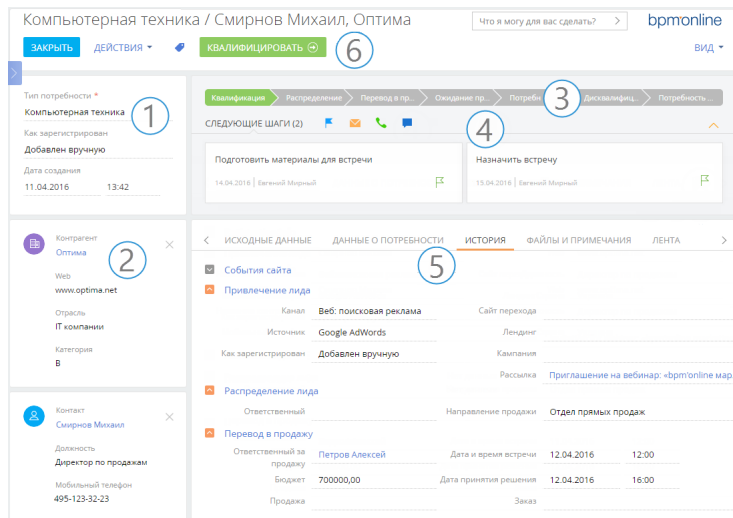 Компьютерная техника / Смирнов Михаил, Оптима
Что я могу для вас сделать? >
bpmonline
ЗАКРЫТЬ ДЕЙСТВИЯ КВАЛИФИЦИРОВАТЬ 6 ВИД
Тип потребности *
Компьютерная техника
1
Как зарегистрирован
Добавлен вручную
Дата создания
11.04.2016 13:42
Квалификация Распределение Перевод в пр... Ожидание пр... Потребн 3 Дисквалифиц... Потребность ...
СЛЕДУЮЩИЕ ШАГИ (2) 4
Подготовить материалы для встречи
14.04.2016 | Евгений Мирный
Назначить встречу
15.04.2016 | Евгений Мирный
Контрагент
Оптима
2
Web
www.optima.net
Отрасль
IT компании
Категория
B
Контакт
Смирнов Михаил
Должность
Директор по продажам
Мобильный телефон
495-123-32-23
< ИСХОДНЫЕ ДАННЫЕ ДАННЫЕ О ПОТРЕБНОСТИ ИСТОРИЯ ФАЙЛЫ И ПРИМЕЧАНИЯ ЛЕНТА >
5
События сайта
Привлечение лида
Канал Веб: поисковая реклама Сайт перехода
Источник Google AdWords Лендинг
Как зарегистрирован Добавлен вручную Кампания
Рассылка Приглашение на вебинар: «bpm'online мар
Распределение лида
Ответственный Направление продажи Отдел прямых продаж
Перевод в продажу
Ответственный за продажу Петров Алексей Дата и время встречи 12.04.2016 12:00
Бюджет 700000,00 Дата принятия решения 12.04.2016 16:00
Продажа Заказ